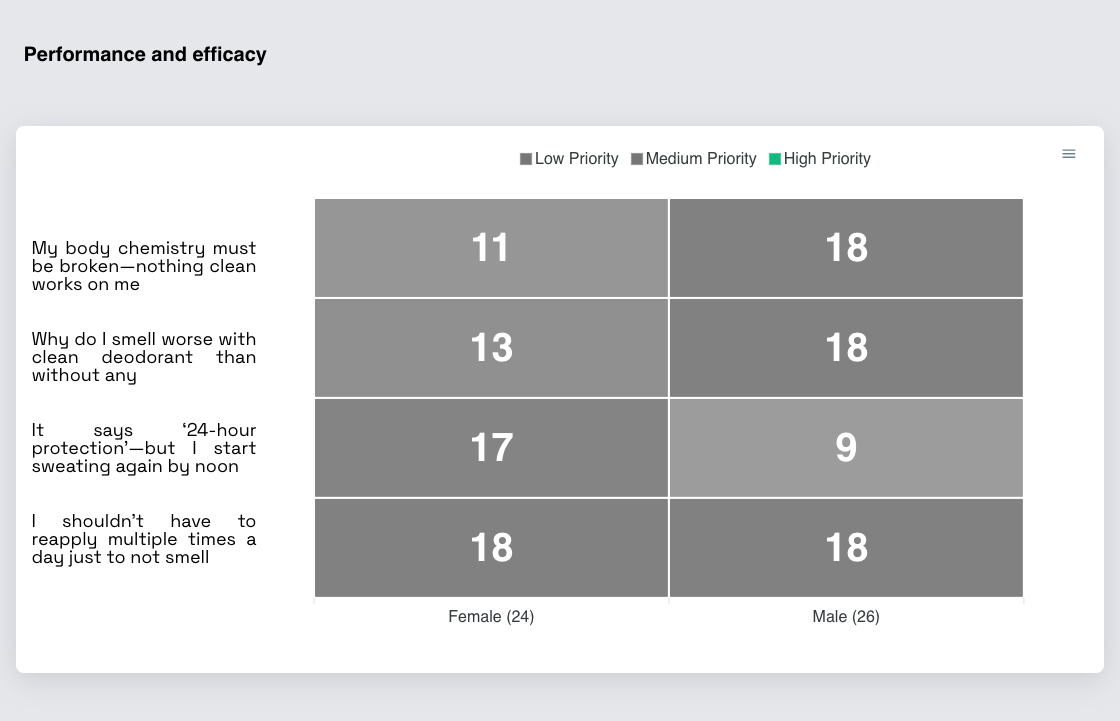 Performance and efficacy
Low Priority Medium Priority High Priority
My body chemistry must
be broken—nothing clean
works on me
11 18
Why do I smell worse with
clean deodorant than
without any
13 18
It says ‘24-hour
protection’—but I start
sweating again by noon
17 9
I shouldn’t have to
reapply multiple times a
day just to not smell
18 18
Female (24) Male (26)